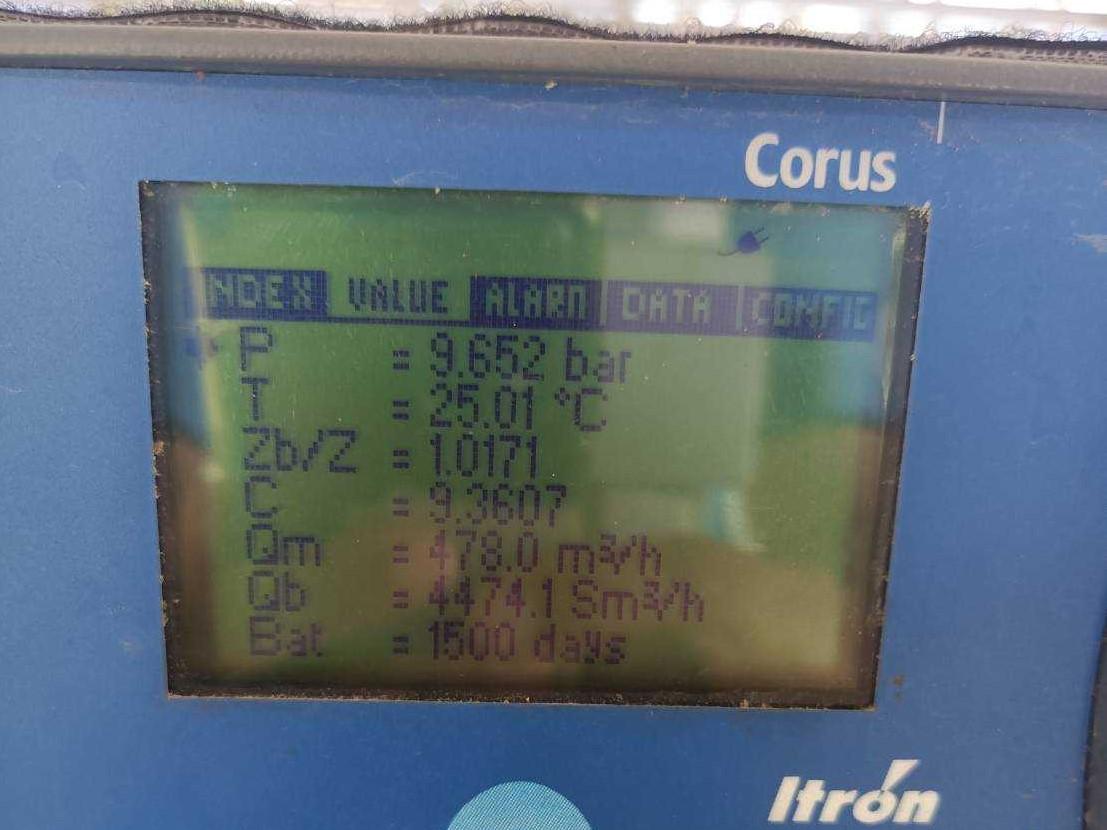 Corus
INDEX VALUE ALARM DATA CONFIG
P = 9.652 bar
T = 25.01 °C
Zb/Z = 1.0171
C = 9.3607
Qm = 478.0 m³/h
Qb = 4474.1 Sm³/h
Bat = 1500 days
Itron